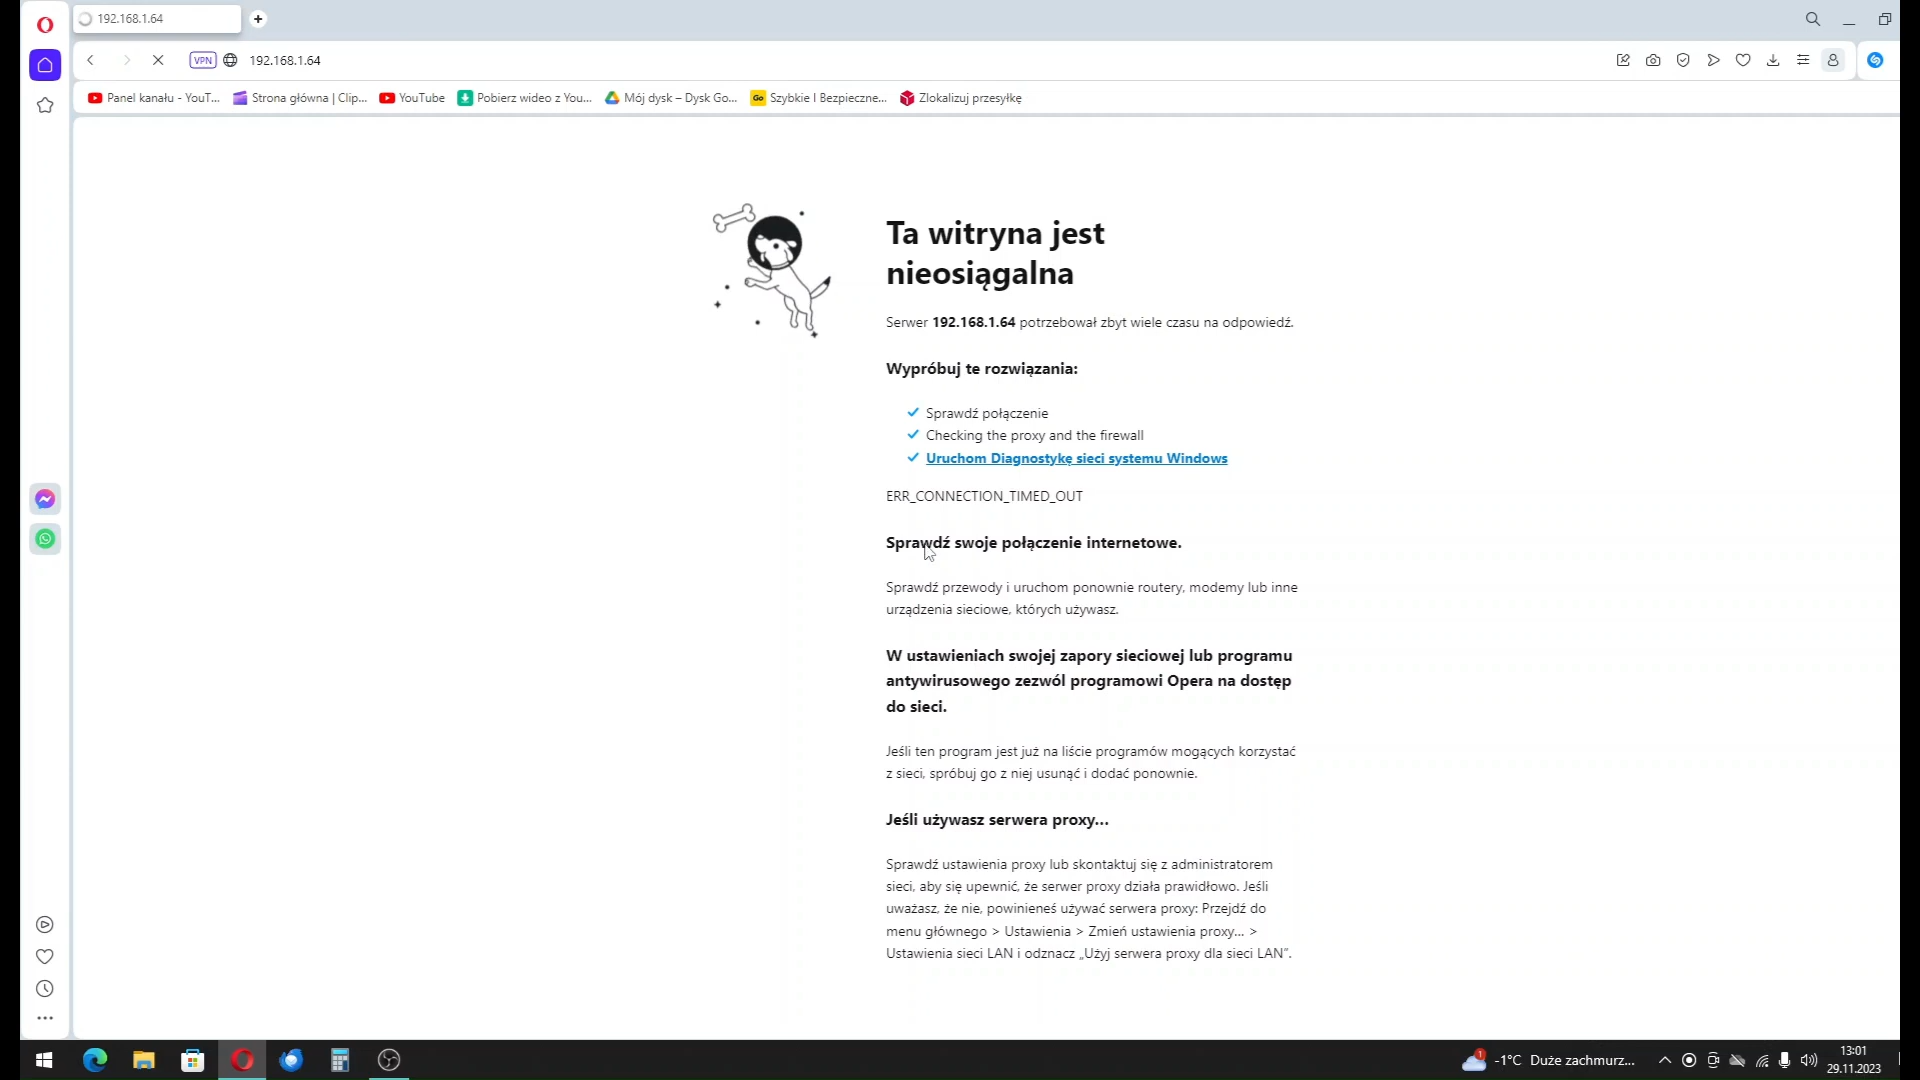 192.168.1.64
VPN 192.168.1.64
Panel kanału - YouT... Strona główna | Clip... YouTube Pobierz wideo z You... Mój dysk – Dysk Go... Go Szybkie I Bezpieczne... Zlokalizuj przesyłkę
Ta witryna jest
nieosiągalna
Serwer 192.168.1.64 potrzebował zbyt wiele czasu na odpowiedź.
Wypróbuj te rozwiązania:
Sprawdź połączenie
Checking the proxy and the firewall
Uruchom Diagnostykę sieci systemu Windows
ERR_CONNECTION_TIMED_OUT
Sprawdź swoje połączenie internetowe.
Sprawdź przewody i uruchom ponownie routery, modemy lub inne
urządzenia sieciowe, których używasz.
W ustawieniach swojej zapory sieciowej lub programu
antywirusowego zezwól programowi Opera na dostęp
do sieci.
Jeśli ten program jest już na liście programów mogących korzystać
z sieci, spróbuj go z niej usunąć i dodać ponownie.
Jeśli używasz serwera proxy...
Sprawdź ustawienia proxy lub skontaktuj się z administratorem
sieci, aby się upewnić, że serwer proxy działa prawidłowo. Jeśli
uważasz, że nie, powinieneś używać serwera proxy: Przejdź do
menu głównego > Ustawienia > Zmień ustawienia proxy... >
Ustawienia sieci LAN i odznacz „Użyj serwera proxy dla sieci LAN”.
1 -1°C Duże zachmurz...
13:01
29.11.2023